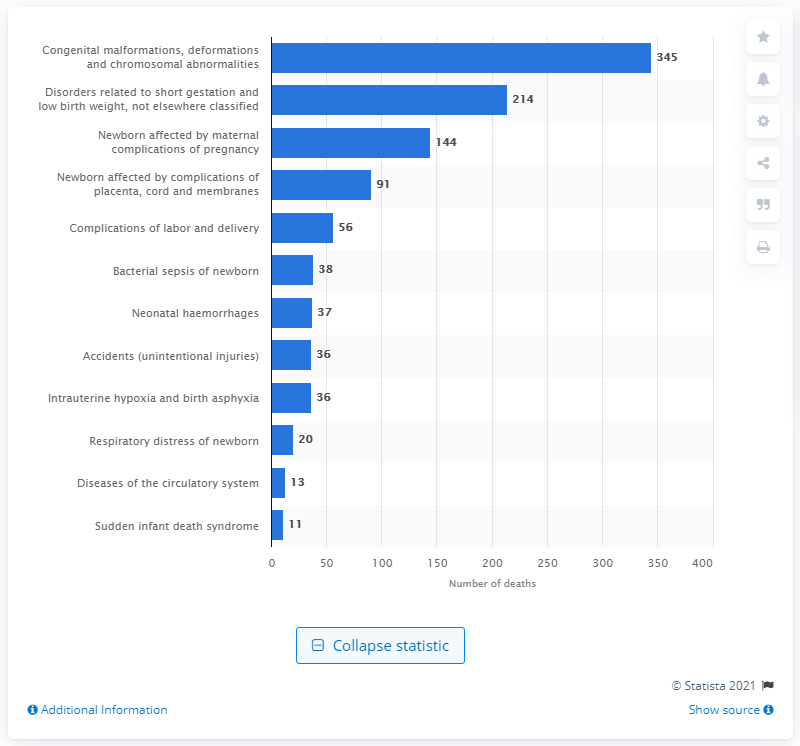 Congenital malformations, deformations
and chromosomal abnormalities
345
Disorders related to short gestation and
low birth weight, not elsewhere classified
214
Newborn affected by maternal
complications of pregnancy
144
Newborn affected by complications of
placenta, cord and membranes
91
Complications of labor and delivery
56
Bacterial sepsis of newborn
38
Neonatal haemorrhages
37
Accidents (unintentional injuries)
36
Intrauterine hypoxia and birth asphyxia
36
Respiratory distress of newborn
20
Diseases of the circulatory system
13
Sudden infant death syndrome
11
0 50 100 150 200 250 300 350 400
Number of deaths
Collapse statistic
© Statista 2021
Additional Information
Show source